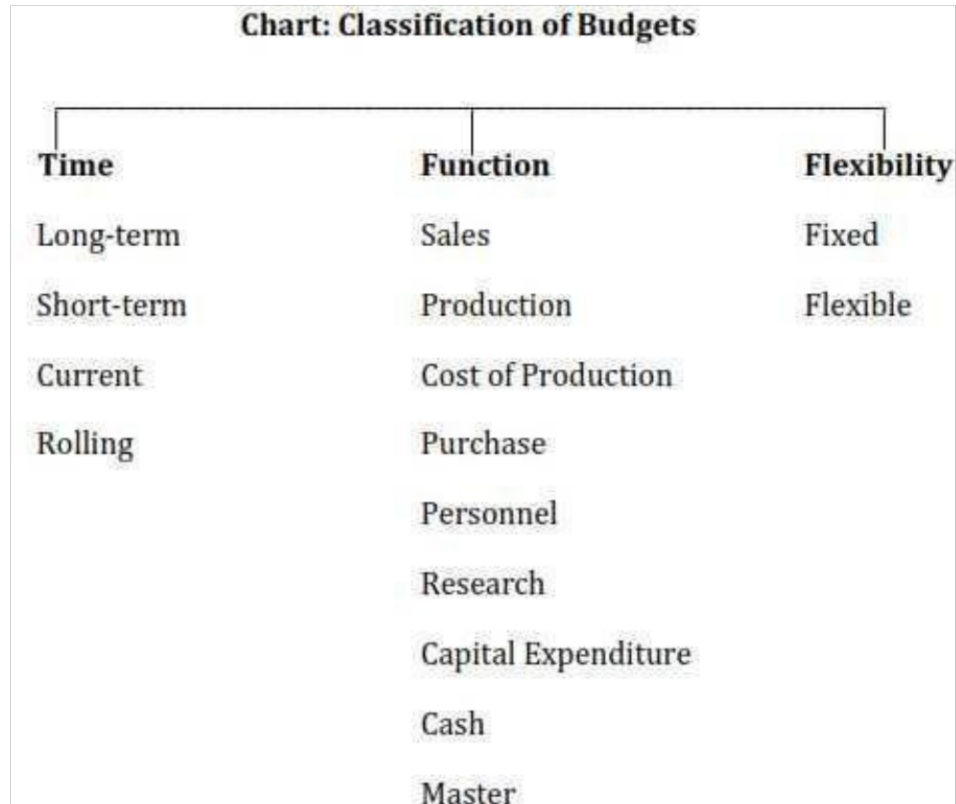 Chart: Classification of Budgets
Time Function Flexibility
Long-term Sales Fixed
Short-term Production Flexible
Current Cost of Production
Rolling Purchase
Personnel
Research
Capital Expenditure
Cash
Master